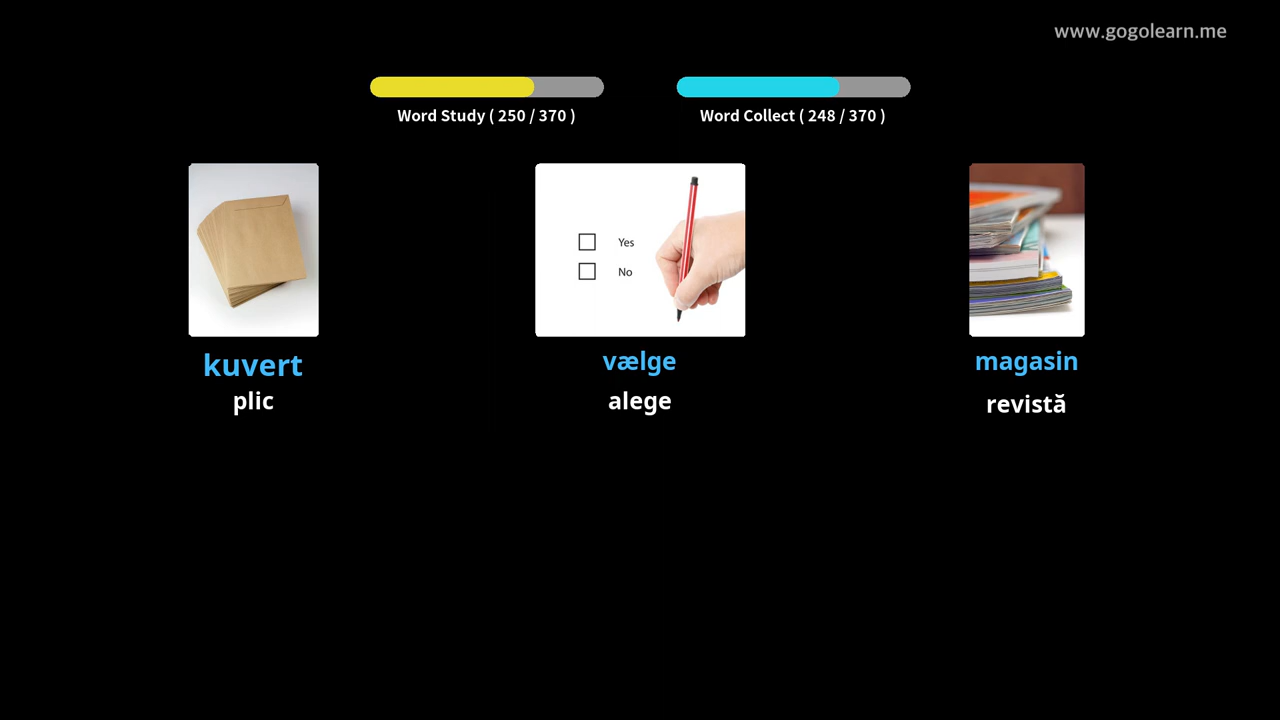 www.gogolearn.me
Word Study ( 250 / 370 )
Word Collect ( 248 / 370 )
Yes
No
kuvert
plic
vælge
alege
magasin
revistă